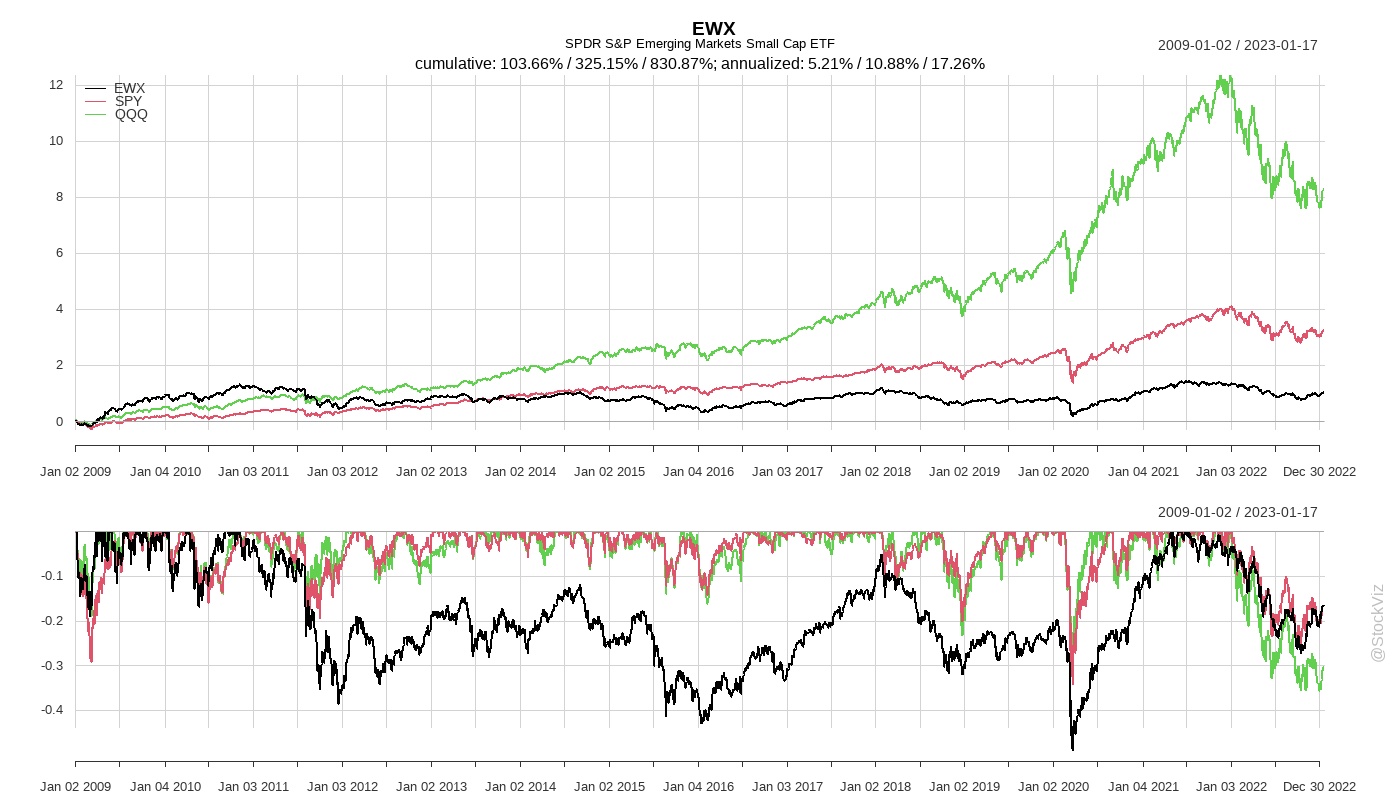 EWX
SPDR S&P Emerging Markets Small Cap ETF
2009-01-02 / 2023-01-17
cumulative: 103.66% / 325.15% / 830.87%; annualized: 5.21% / 10.88% / 17.26%
EWX
SPY
QQQ
12
10
8
6
4
2
0
Jan 02 2009 Jan 04 2010 Jan 03 2011 Jan 03 2012 Jan 02 2013 Jan 02 2014 Jan 02 2015 Jan 04 2016 Jan 03 2017 Jan 02 2018 Jan 02 2019 Jan 02 2020 Jan 04 2021 Jan 03 2022 Dec 30 2022
2009-01-02 / 2023-01-17
-0.1
-0.2
-0.3
-0.4
Jan 02 2009 Jan 04 2010 Jan 03 2011 Jan 03 2012 Jan 02 2013 Jan 02 2014 Jan 02 2015 Jan 04 2016 Jan 03 2017 Jan 02 2018 Jan 02 2019 Jan 02 2020 Jan 04 2021 Jan 03 2022 Dec 30 2022
@StockViz